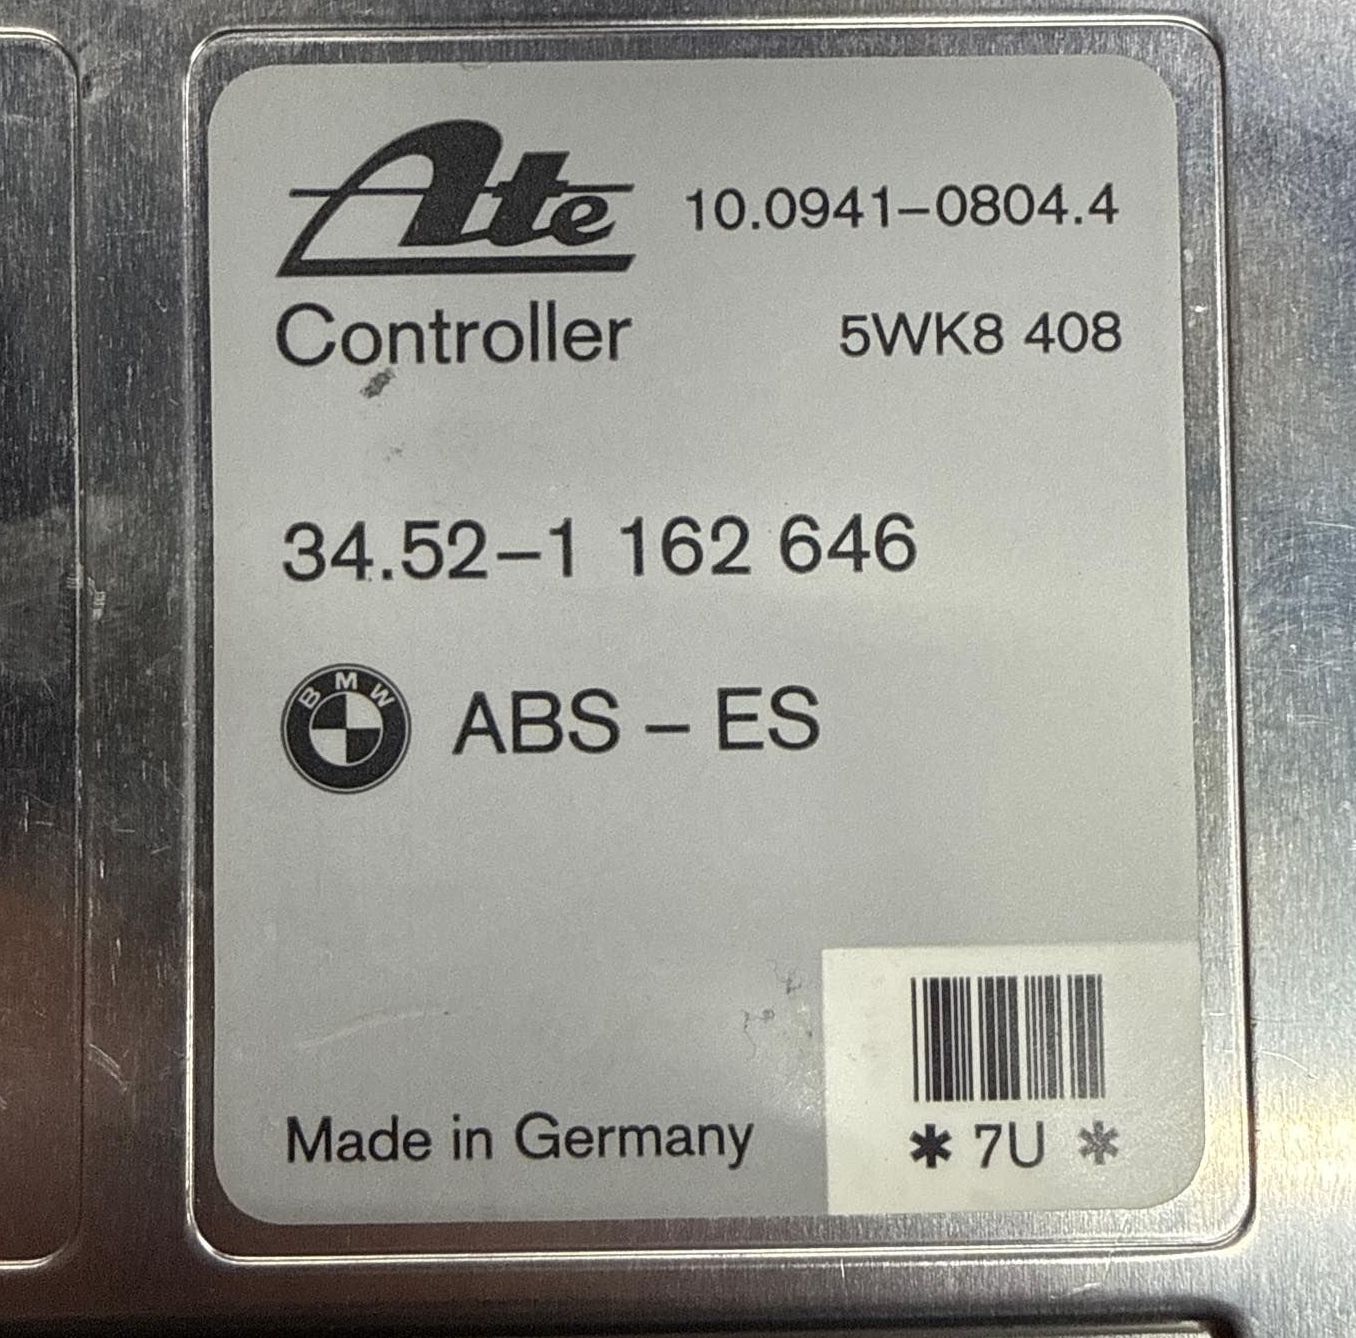 Ate 10.0941-0804.4
Controller 5WK8 408
34.52-1 162 646
BMW ABS - ES
Made in Germany
* 7U *